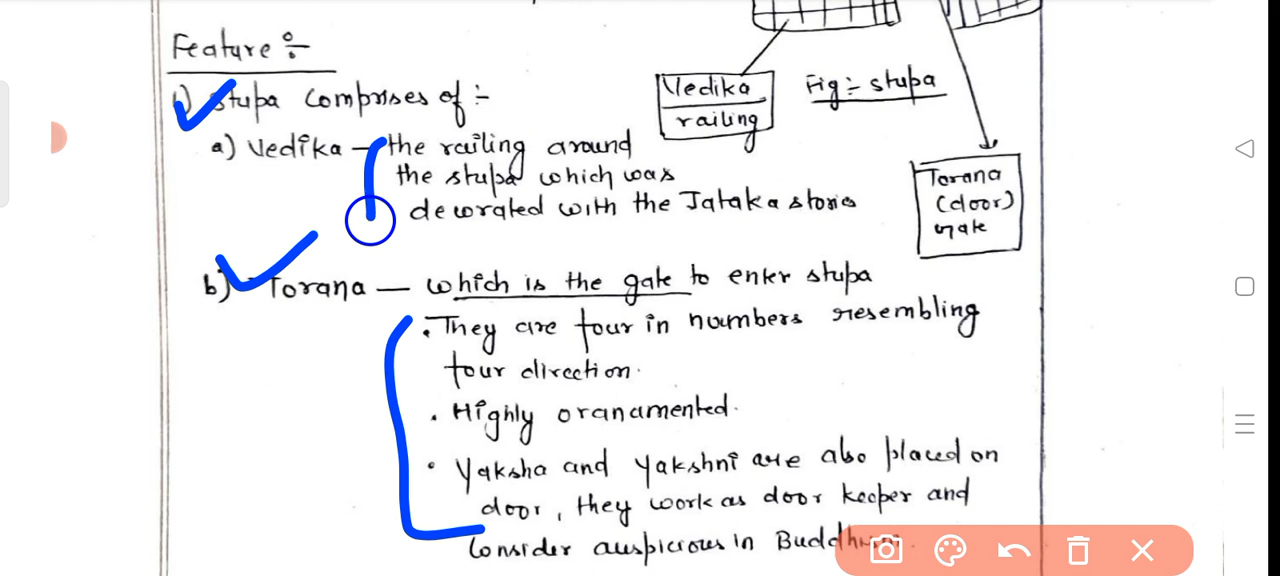 Feature ÷
1) Stupa comprises of :-
a) Vedika — the railing around
the stupa which was
decorated with the Jataka stories
Vedika
railing
Fig :- stupa
Torana
(door)
gate
b) Torana — which is the gate to enter stupa
• They are four in numbers resembling
four direction.
• Highly oranamented.
• Yaksha and Yakshni are also placed on
door, they work as door keeper and
Consider auspicious in